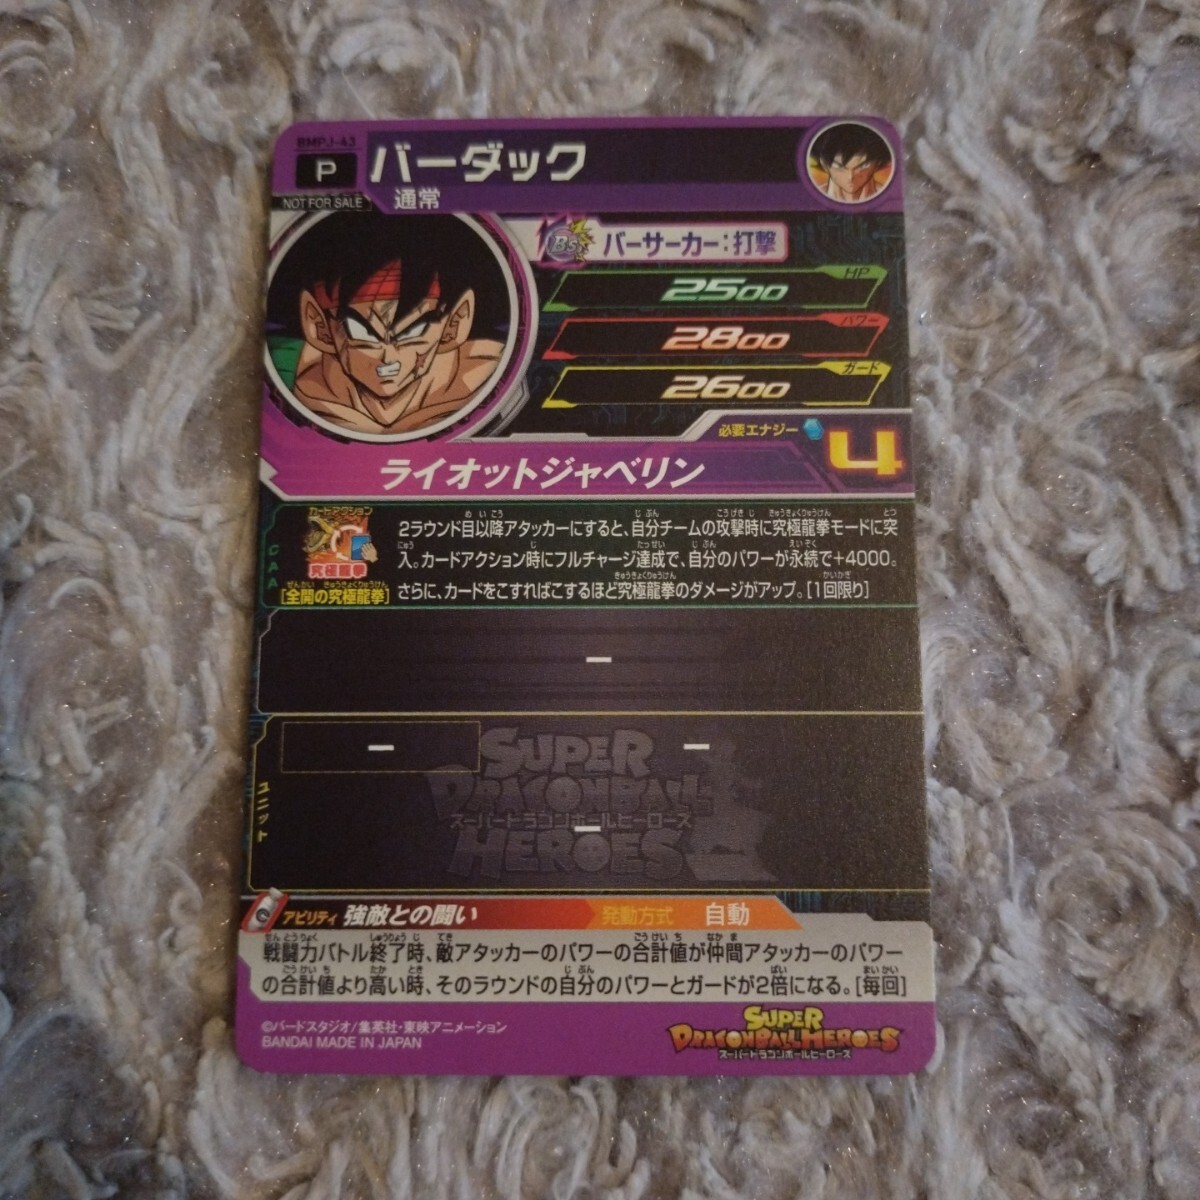 BMPJ-43
P
バーダック
NOT FOR SALE
通常
Bs
バーサーカー:打撃
HP
2500
パワー
2800
ガード
2600
必要エナジー
4
ライオットジャベリン
CAA
カードアクション
究極龍拳
[全開の究極龍拳]
2ラウンド目以降アタッカーにすると、自分チームの攻撃時に究極龍拳モードに突
入。カードアクション時にフルチャージ達成で、自分のパワーが永続で+4000。
さらに、カードをこすればこするほど究極龍拳のダメージがアップ。[1回限り]
ー
ユニット
ー
ー
ー
SUPER
DRAGONBALL
スーパードラゴンボールヒーローズ
HEROES
アビリティ 強敵との闘い
発動方式 自動
戦闘力バトル終了時、敵アタッカーのパワーの合計値が仲間アタッカーのパワー
の合計値より高い時、そのラウンドの自分のパワーとガードが2倍になる。[毎回]
©バードスタジオ/集英社・東映アニメーション
BANDAI MADE IN JAPAN
SUPER
DRAGONBALL HEROES
スーパードラゴンボールヒーローズ